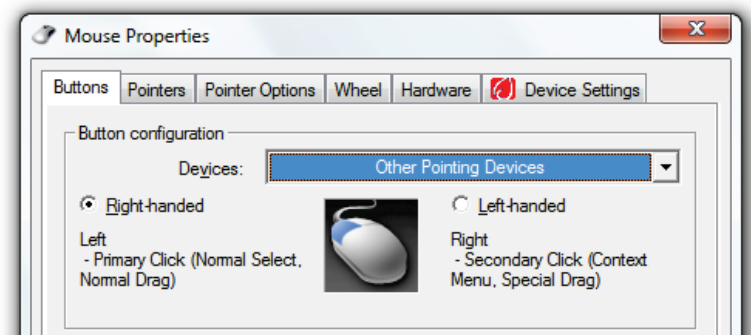 Mouse Properties
Buttons Pointers Pointer Options Wheel Hardware Device Settings
Button configuration
Devices: Other Pointing Devices
Right-handed Left-handed
Left
- Primary Click (Normal Select,
Normal Drag)
Right
- Secondary Click (Context
Menu, Special Drag)